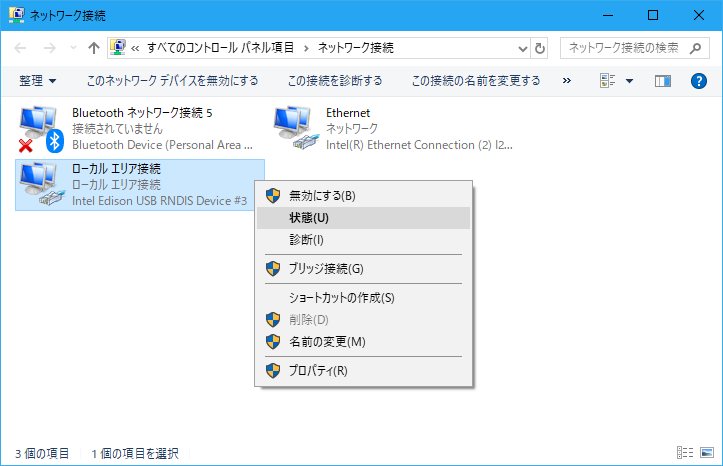 ネットワーク接続
« すべてのコントロール パネル項目 › ネットワーク接続
ネットワーク接続の検索
整理 このネットワーク デバイスを無効にする この接続を診断する この接続の名前を変更する »
Bluetooth ネットワーク接続 5
接続されていません
Bluetooth Device (Personal Area ...
Ethernet
ネットワーク
Intel(R) Ethernet Connection (2) I2...
ローカル エリア接続
ローカル エリア接続
Intel Edison USB RNDIS Device #3
無効にする(B)
状態(U)
診断(I)
ブリッジ接続(G)
ショートカットの作成(S)
削除(D)
名前の変更(M)
プロパティ(R)
3 個の項目 1 個の項目を選択